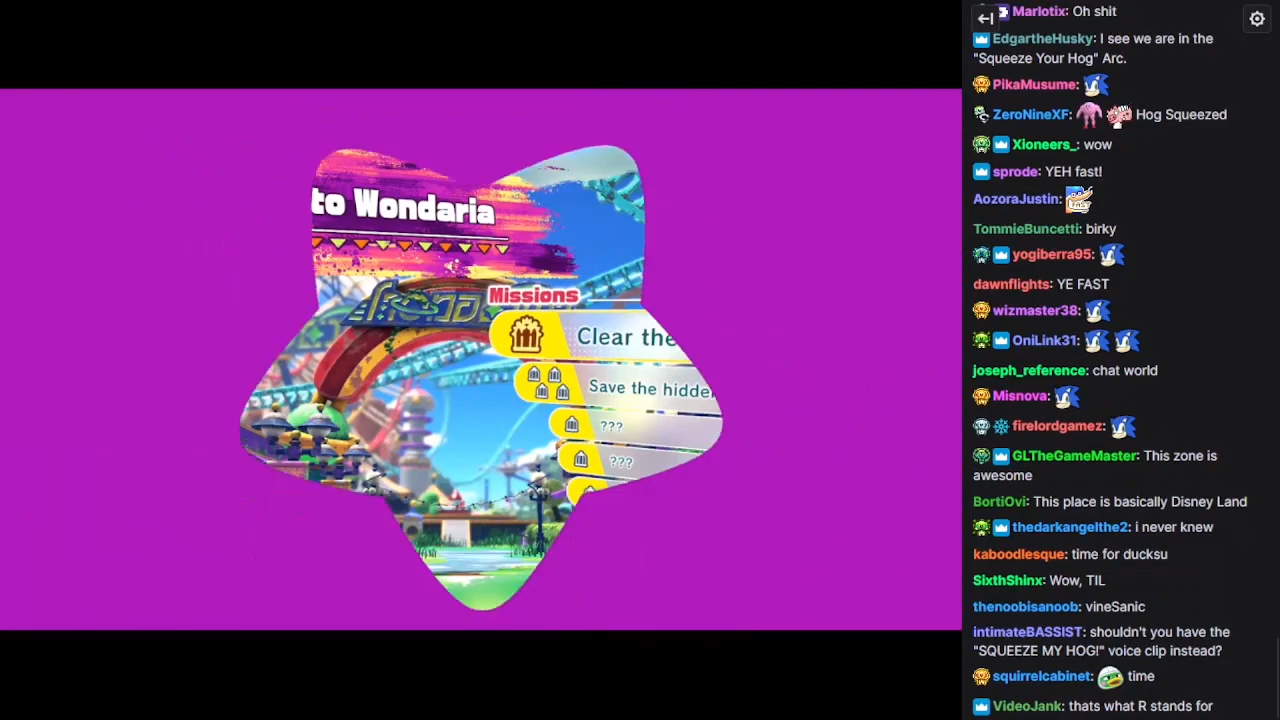 to Wondaria
Missions
Clear the
Save the hidde
???
???
Marlotix: Oh shit
EdgartheHusky: I see we are in the
"Squeeze Your Hog" Arc.
PikaMusume:
ZeroNineXF: Hog Squeezed
Xioneers_: wow
sprode: YEH fast!
AozoraJustin:
TommieBuncetti: birky
yogiberra95:
dawnflights: YE FAST
wizmaster38:
OniLink31:
joseph_reference: chat world
Misnova:
firelordgamez:
GLTheGameMaster: This zone is
awesome
BortiOvi: This place is basically Disney Land
thedarkangelthe2: i never knew
kaboodlesque: time for ducksu
SixthShinx: Wow, TIL
thenoobisanoob: vineSanic
intimateBASSIST: shouldn't you have the
"SQUEEZE MY HOG!" voice clip instead?
squirrelcabinet: time
VideoJank: thats what R stands for